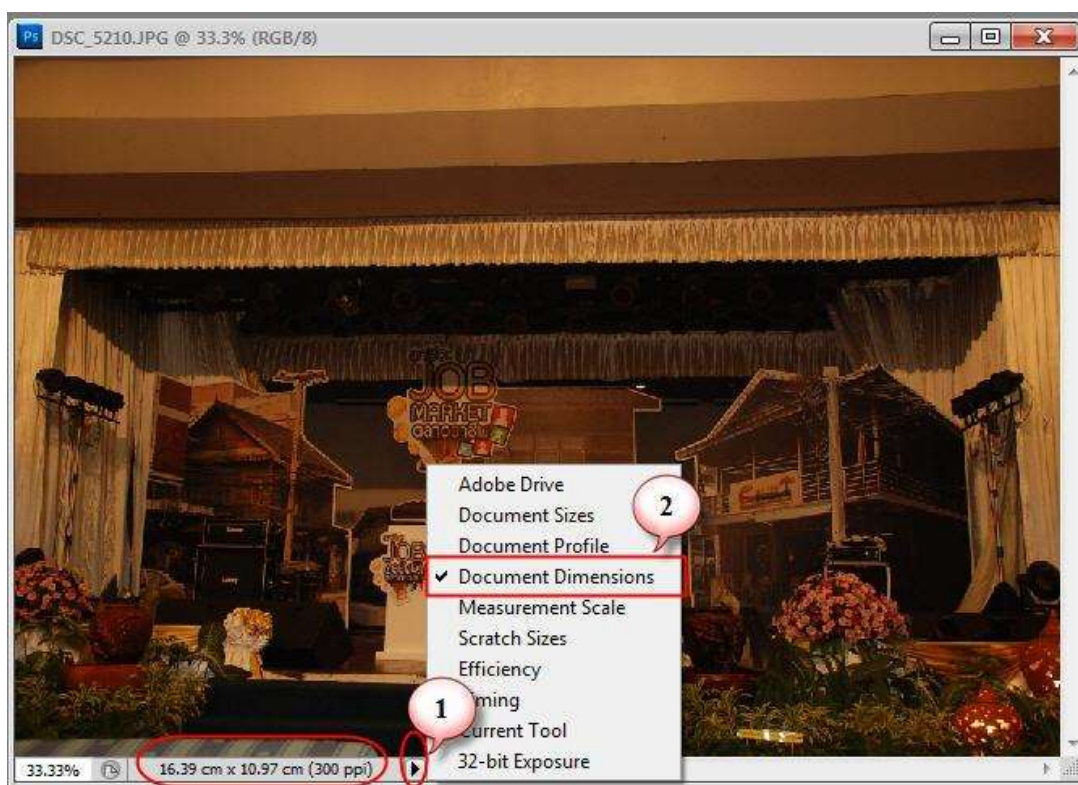 Ps DSC_5210.JPG @ 33.3% (RGB/8)
JOB
MARKET
Adobe Drive
Document Sizes
2
Document Profile
✔ Document Dimensions
Measurement Scale
Scratch Sizes
Efficiency
1
ming
Current Tool
32-bit Exposure
33.33%
16.39 cm x 10.97 cm (300 ppi)